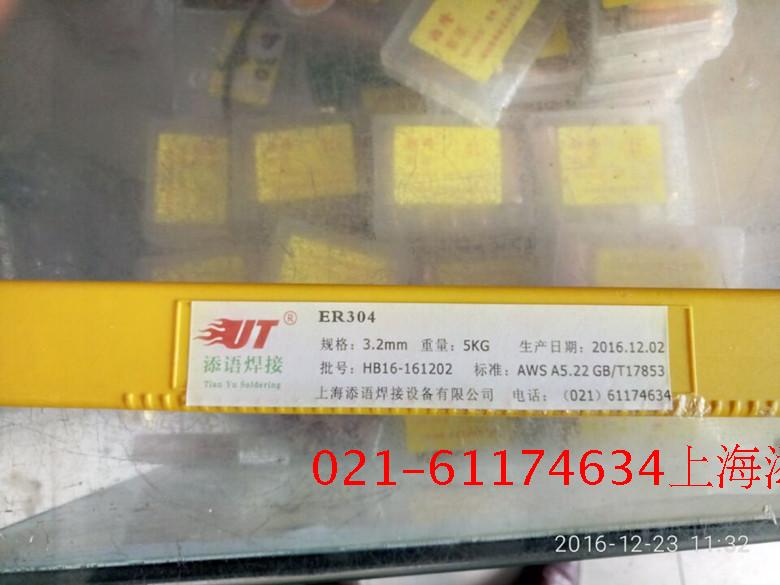 UT®
添语焊接
Tian Yu Soldering
ER304
规格：3.2mm 重量：5KG 生产日期：2016.12.02
批号：HB16-161202 标准：AWS A5.22 GB/T17853
上海添语焊接设备有限公司 电话：（021）61174634
021-61174634上海添
2016-12-23 11:32